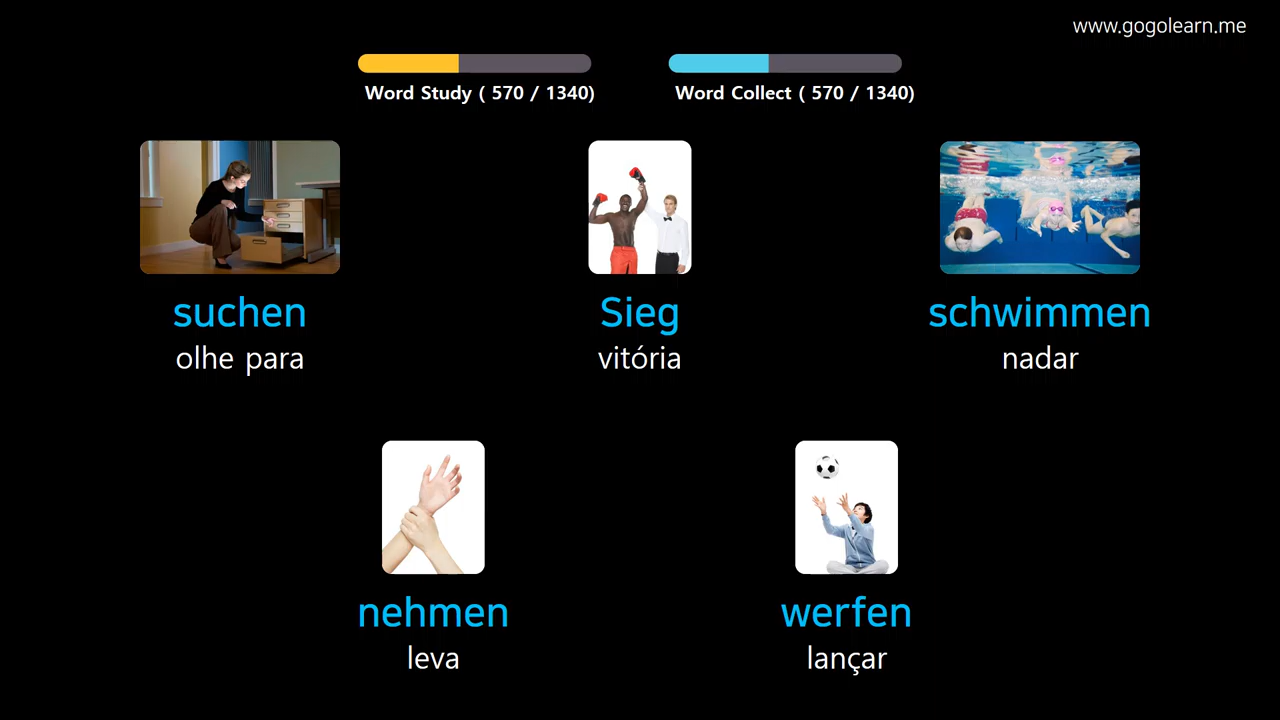 www.gogolearn.me
Word Study ( 570 / 1340)
Word Collect ( 570 / 1340)
suchen
olhe para
Sieg
vitória
schwimmen
nadar
nehmen
leva
werfen
lançar